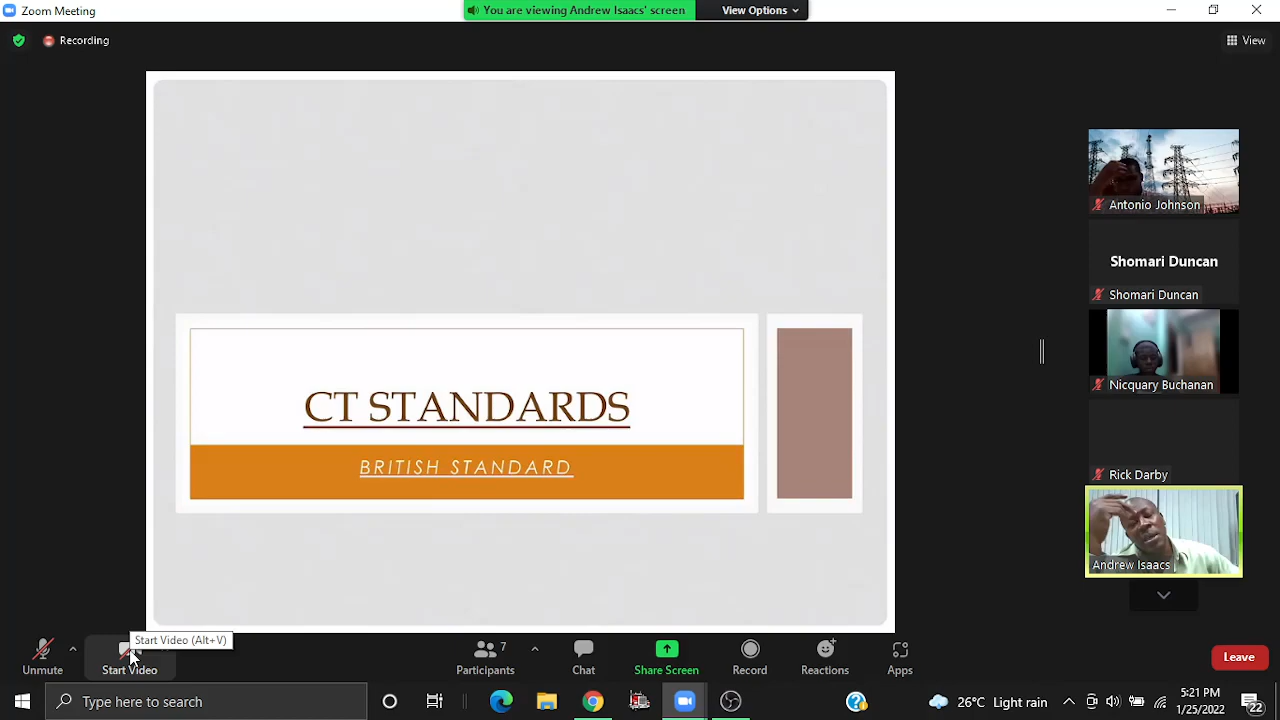 Zoom Meeting
You are viewing Andrew Isaacs' screen
View Options
Recording
View
CT STANDARDS
BRITISH STANDARD
Antonio Johnson
Shomari Duncan
Shomari Duncan
Nicquary Buchanan
Rick Darby
Andrew Isaacs
Start Video (Alt+V)
Unmute
Start Video
Participants
7
Chat
Share Screen
Record
Reactions
Apps
Leave
Type here to search
26°C Light rain
5:21 PM
1/25/2022
22